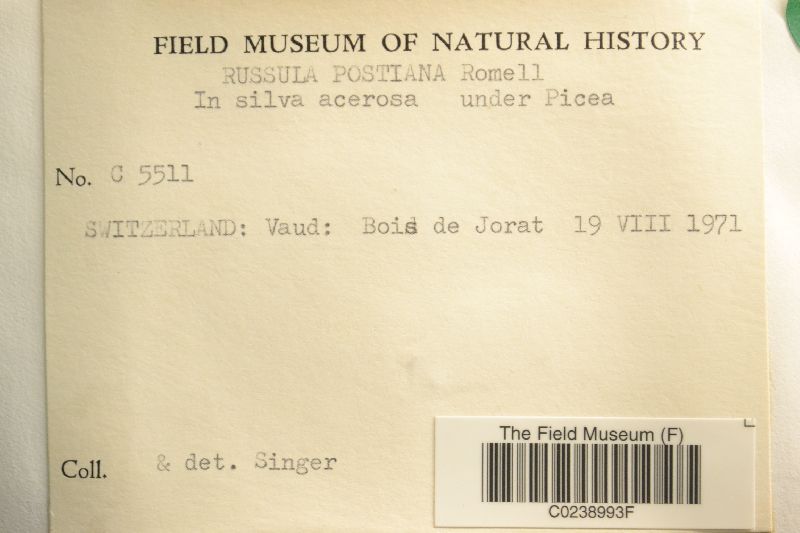 FIELD MUSEUM OF NATURAL HISTORY
RUSSULA POSTIANA Romell
In silva acerosa under Picea
No. C 5511
SWITZERLAND: Vaud: Bois de Jorat 19 VIII 1971
Coll. & det. Singer
The Field Museum (F)
C0238993F